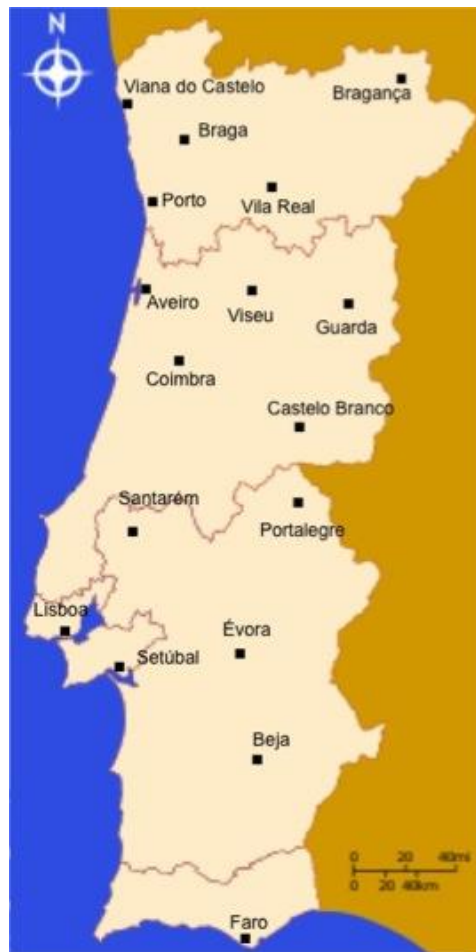 N
Viana do Castelo
Bragança
Braga
Porto
Vila Real
Aveiro
Viseu
Guarda
Coimbra
Castelo Branco
Santarém
Portalegre
Lisboa
Évora
Setúbal
Beja
0 20 40mi
0 20 40km
Faro